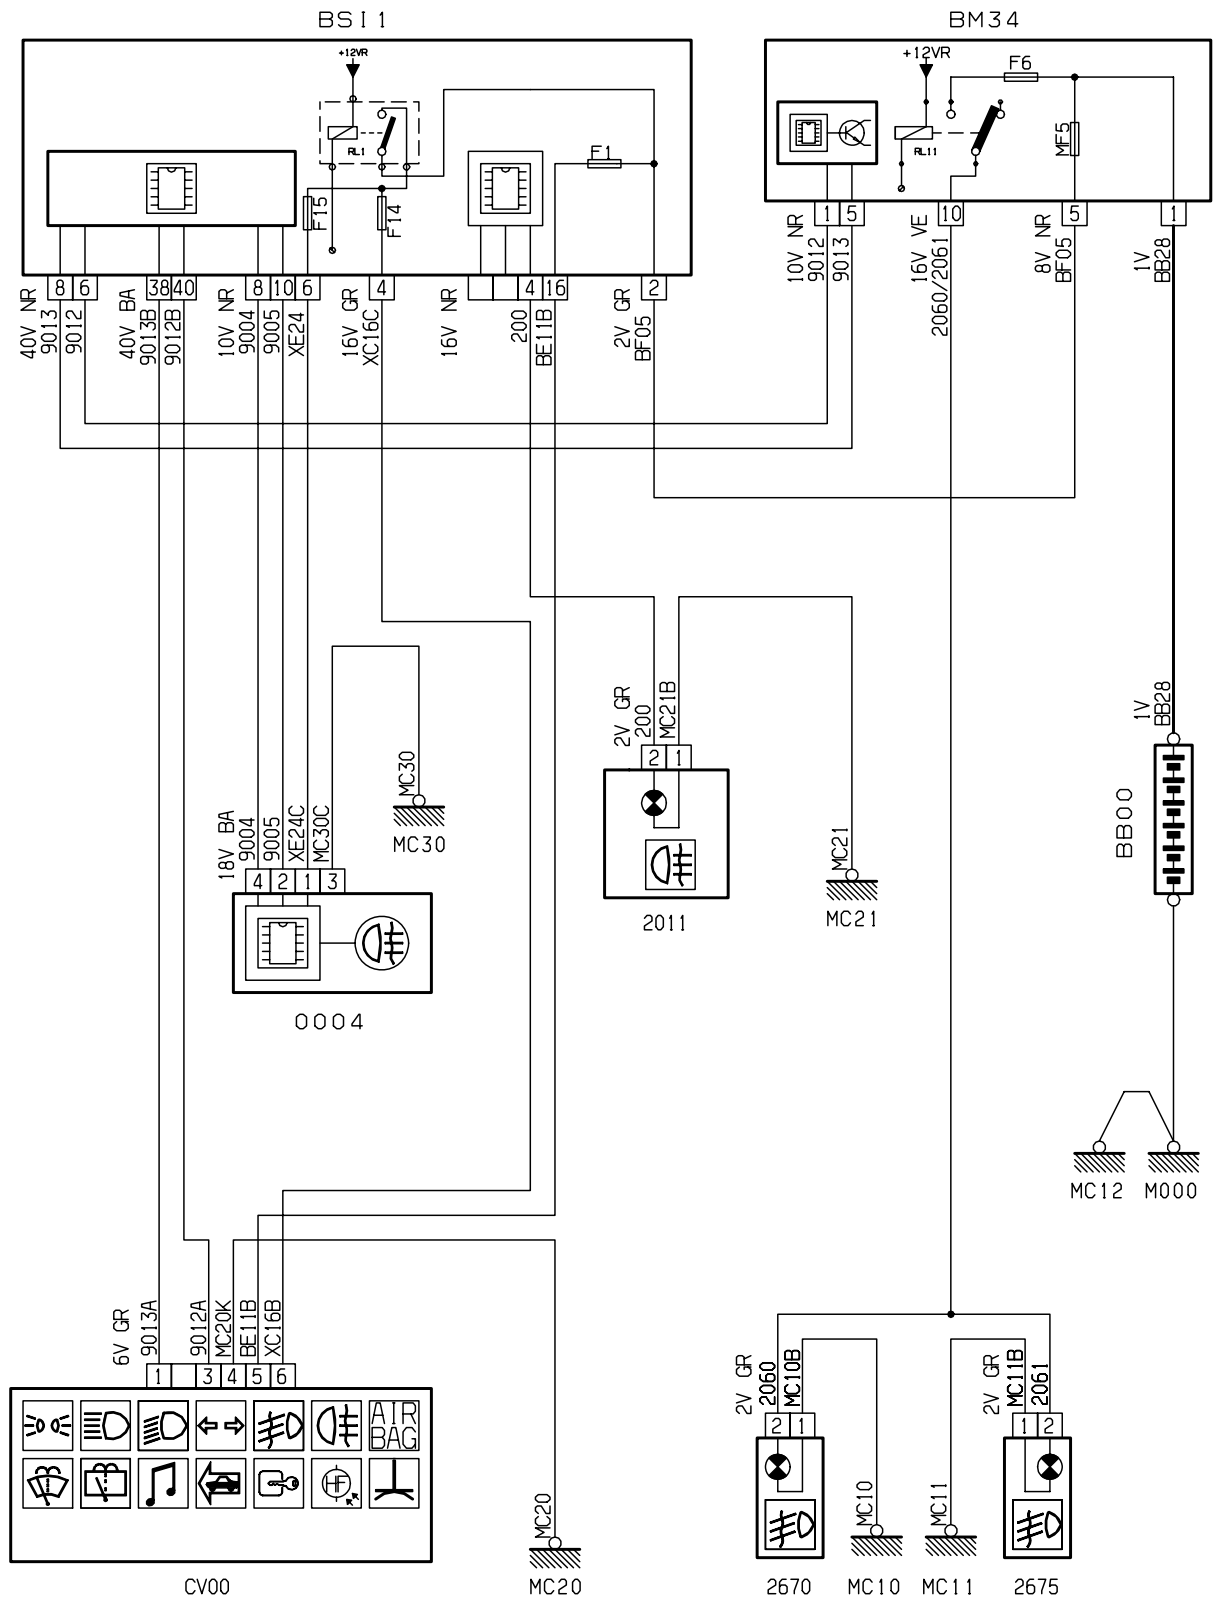 BSI1
BM34
+12VR
RL1
F1
F15
F14
+12VR
F6
RL11
MF5
8
6
38
40
8
10
6
4
4
16
2
1
5
10
5
1
40V NR
9013
9012
40V BA
9013B
9012B
10V NR
9004
9005
XE24
16V GR
XC16C
16V NR
200
BE11B
2V GR
BF05
10V NR
9012
9013
16V VE
2060/2061
8V NR
BF05
1V
BB28
1V
BB28
BB00
2V GR
200
MC21B
2
1
2011
MC21
MC21
MC30
MC30
18V BA
9004
9005
XE24C
MC30C
4
2
1
3
0004
MC12
M000
6V GR
9013A
9012A
MC20K
BE11B
XC16B
1
3
4
5
6
AIR
BAG
HF
CV00
MC20
MC20
2V GR
2060
MC10B
2
1
2670
MC10
MC10
MC11
MC11
2V GR
MC11B
2061
1
2
2675